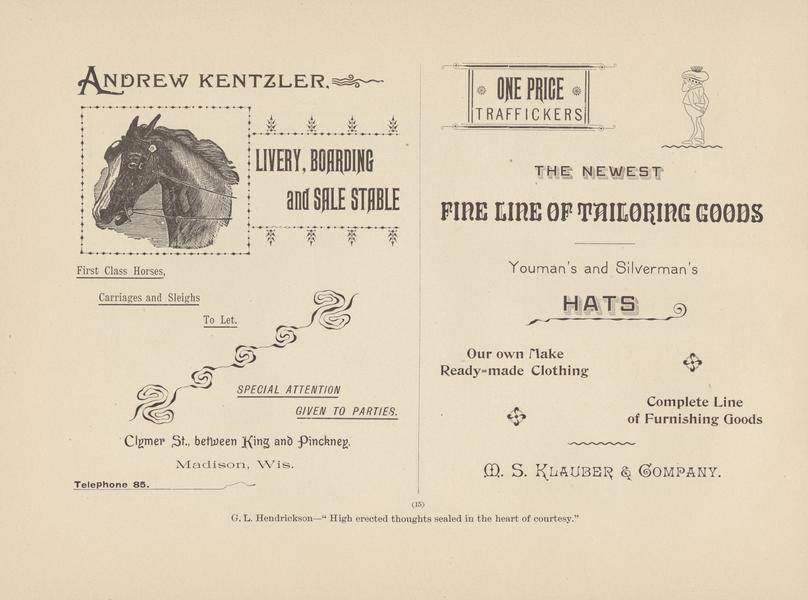 ANDREW KENTZLER.
LIVERY, BOARDING
and SALE STABLE
First Class Horses,
Carriages and Sleighs
To Let.
SPECIAL ATTENTION
GIVEN TO PARTIES.
Clymer St., between King and Pinckney.
Madison, Wis.
Telephone 85.
ONE PRICE
TRAFFICKERS
THE NEWEST
FINE LINE OF TAILORING GOODS
Youman's and Silverman's
HATS
Our own Make
Ready-made Clothing
Complete Line
of Furnishing Goods
M. S. KLAUBER & COMPANY.
(15)
G. L. Hendrickson—" High erected thoughts sealed in the heart of courtesy."